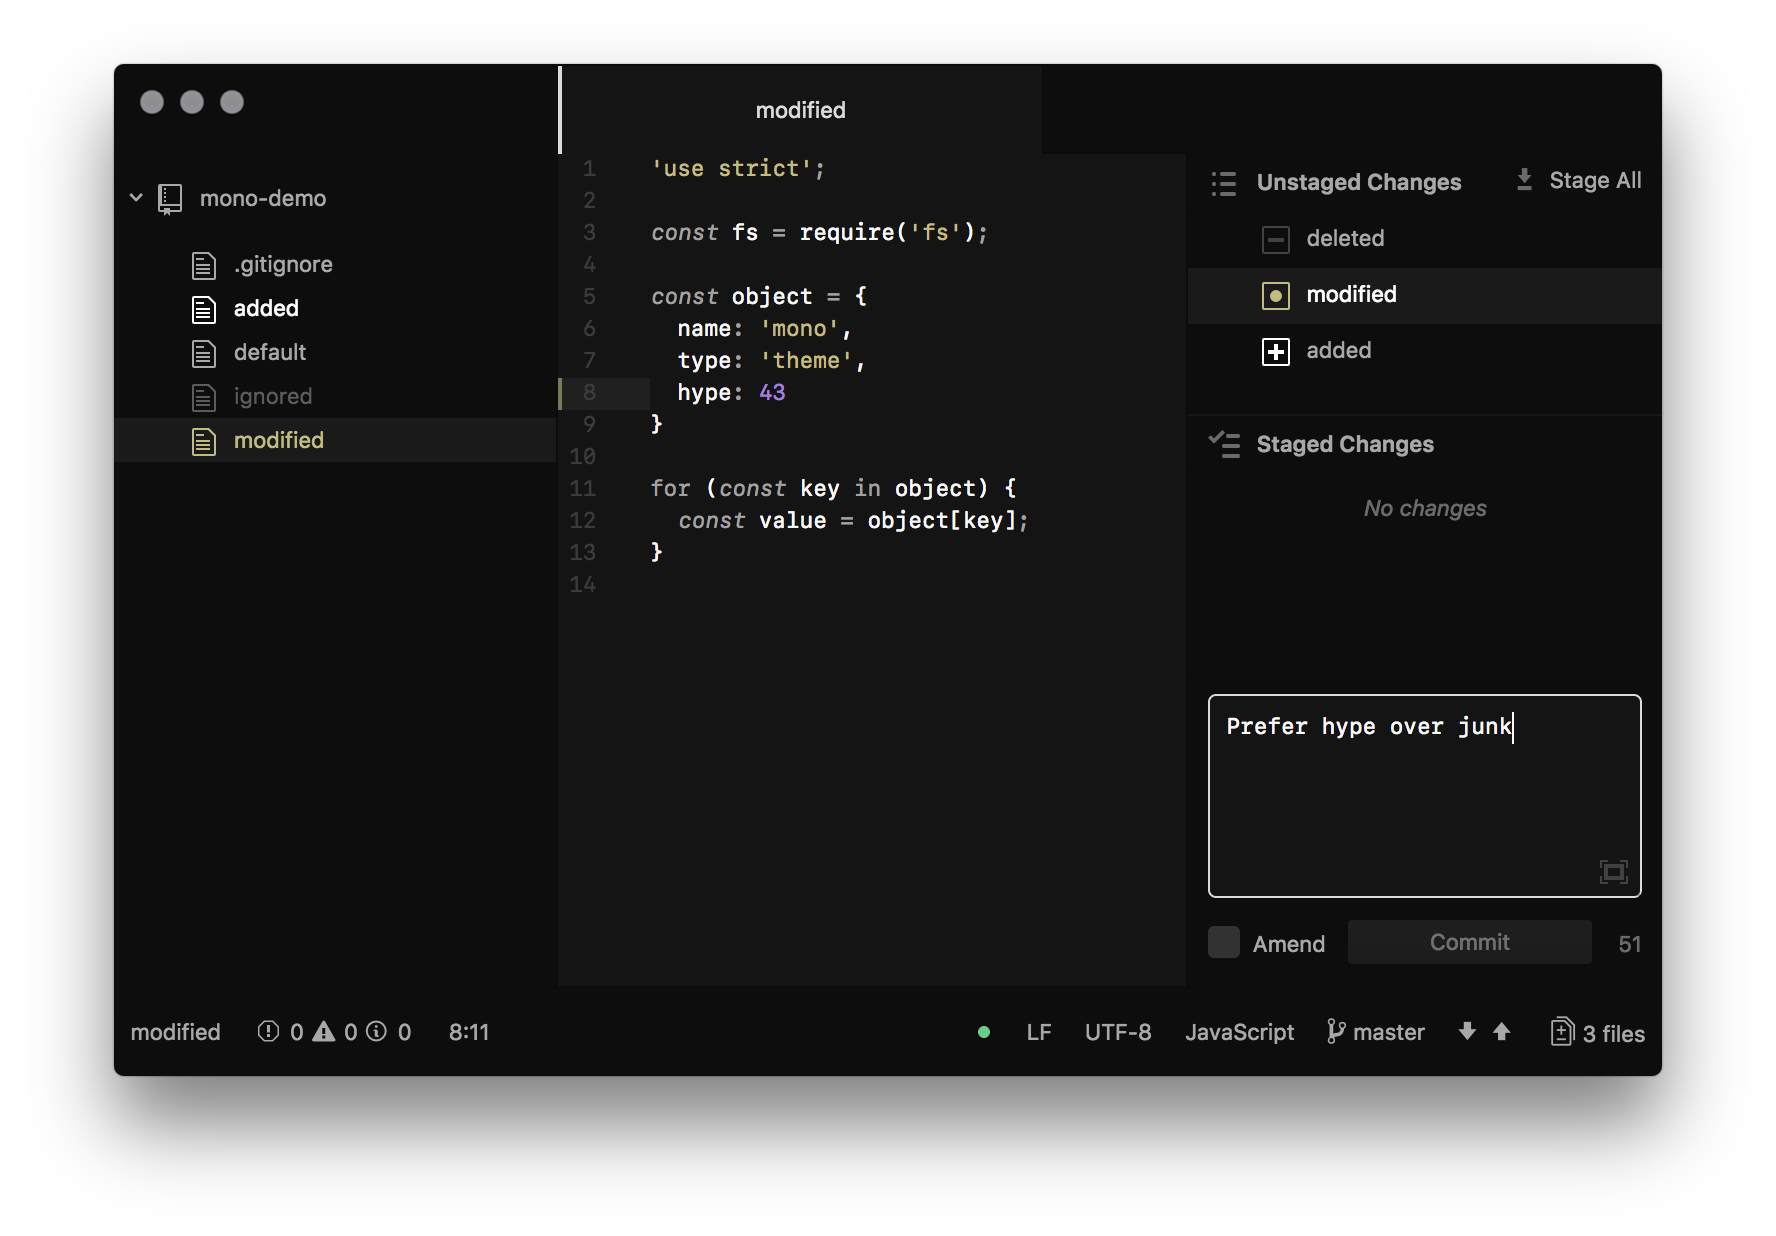 modified
mono-demo
.gitignore
added
default
ignored
modified
1 'use strict';
2
3 const fs = require('fs');
4
5 const object = {
6 name: 'mono',
7 type: 'theme',
8 hype: 43
9 }
10
11 for (const key in object) {
12 const value = object[key];
13 }
14
Unstaged Changes Stage All
deleted
modified
added
Staged Changes
No changes
Prefer hype over junk
Amend Commit 51
modified 0 0 0 8:11 LF UTF-8 JavaScript master 3 files